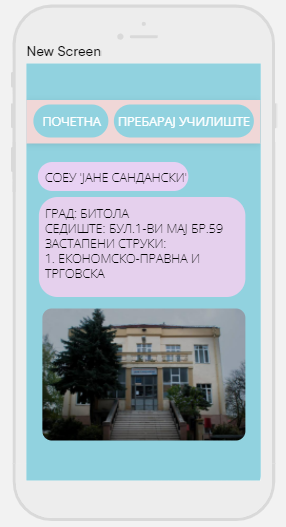 New Screen
ПОЧЕТНА
ПРЕБАРАЈ УЧИЛИШТЕ
СОЕУ 'ЈАНЕ САНДАНСКИ'
ГРАД: БИТОЛА
СЕДИШТЕ: БУЛ.1-ВИ МАЈ БР.59
ЗАСТАПЕНИ СТРУКИ:
1. ЕКОНОМСКО-ПРАВНА И
ТРГОВСКА